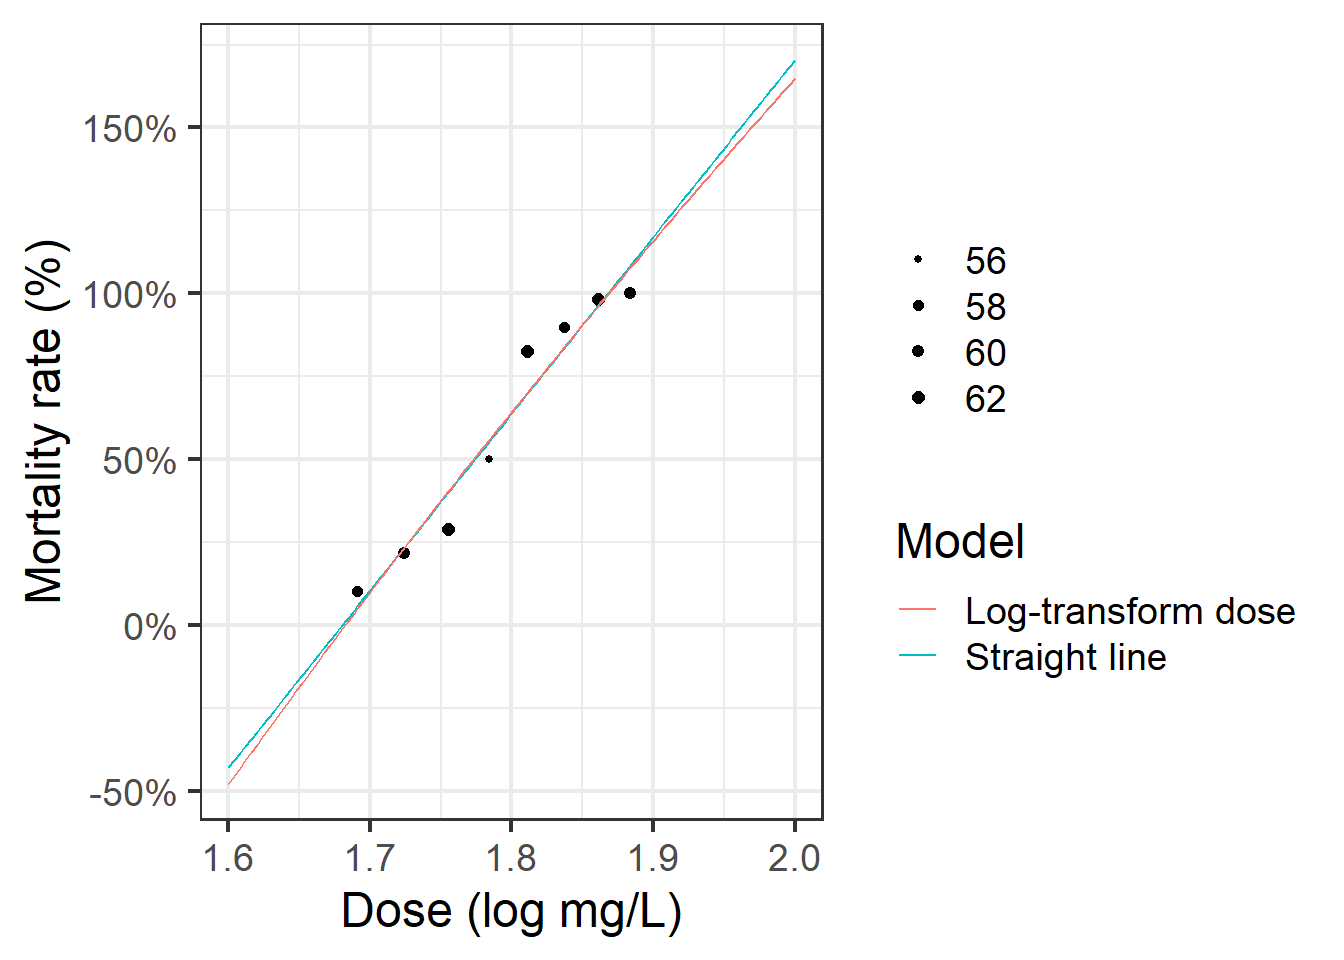 Mortality rate (%)
150%
100%
50%
0%
-50%
1.6 1.7 1.8 1.9 2.0
Dose (log mg/L)
56
58
60
62
Model
Log-transform dose
Straight line